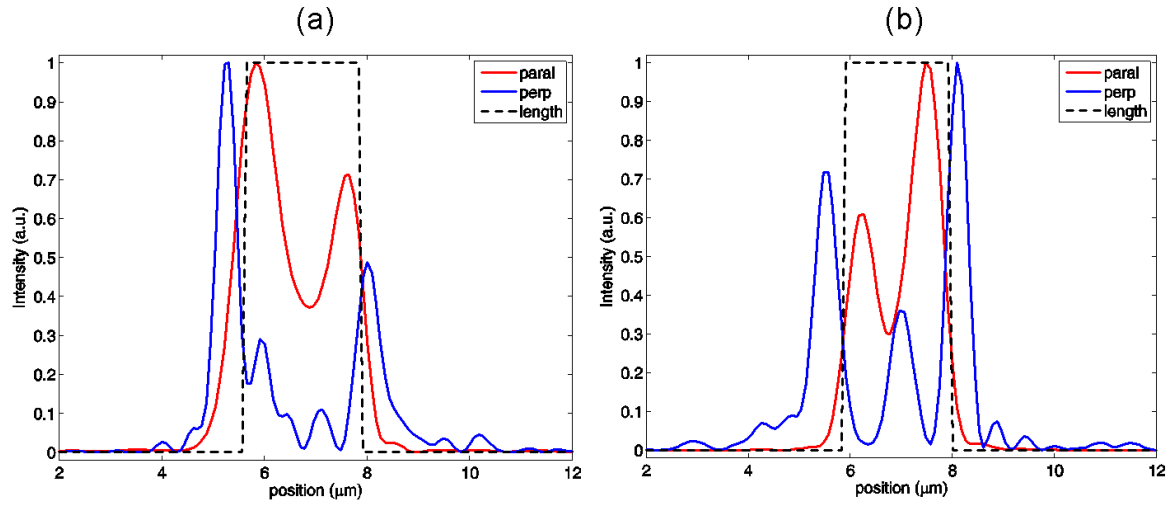 (a)
(b)
1
0.9
0.8
0.7
0.6
0.5
0.4
0.3
0.2
0.1
0
Intensity (a.u.)
2
4
6
8
10
12
position (μm)
paral
perp
length
1
0.9
0.8
0.7
0.6
0.5
0.4
0.3
0.2
0.1
0
Intensity (a.u.)
2
4
6
8
10
12
position (μm)
paral
perp
length